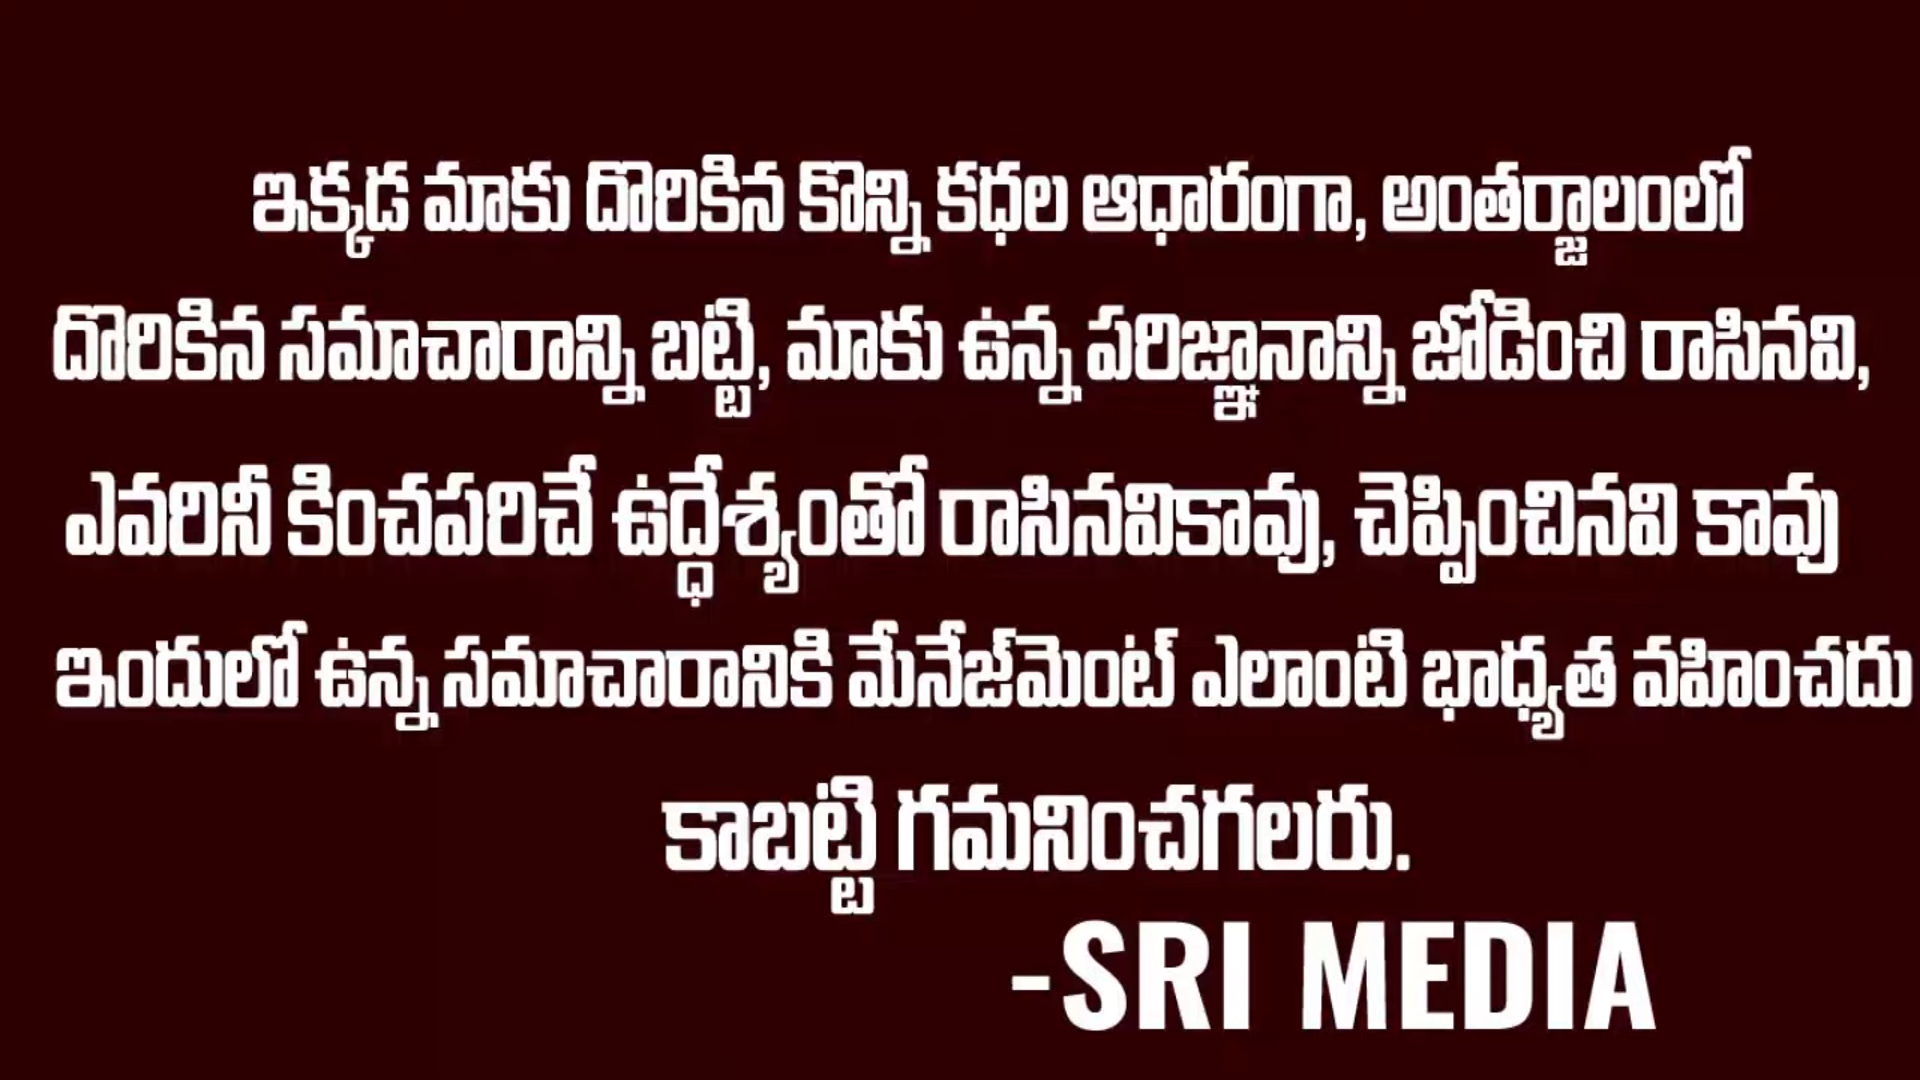 ఇక్కడ మాకు దొరికిన కొన్ని కధల ఆధారంగా, అంతర్జాలంలో
దొరికిన సమాచారాన్ని బట్టి, మాకు ఉన్న పరిజ్ఞానాన్ని జోడించి రాసినవి,
ఎవరినీ కించపరిచే ఉద్ధేశ్యంతో రాసినవికావు, చెప్పించినవి కావు
ఇందులో ఉన్న సమాచారానికి మేనేజ్‌మెంట్ ఎలాంటి భాధ్యత వహించదు
కాబట్టి గమనించగలరు.
-SRI MEDIA